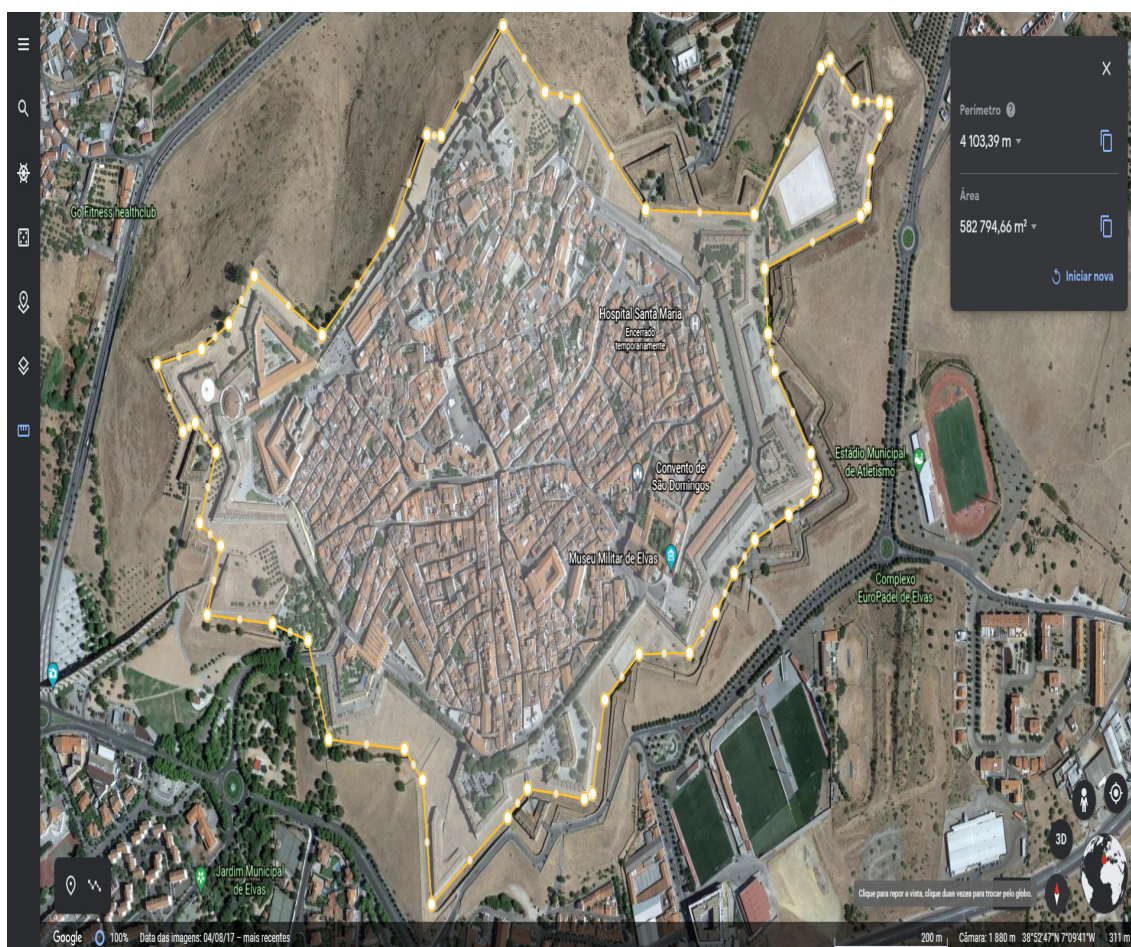 Perímetro
4 103,39 m
Área
582 794,66 m²
Iniciar nova
Go Fitness healthclub
Hospital Santa Maria
Encerrado
temporariamente
Estádio Municipal
de Atletismo
Convento de
São Domingos
Museu Militar de Elvas
Complexo
EuroPadel de Elvas
3D
Jardim Municipal
de Elvas
Clique para repor a vista, clique duas vezes para trocar pelo globo.
Google
100%
Data das imagens: 04/08/17 – mais recentes
200 m
Câmara: 1 880 m
38°52'47"N 7°09'41"W
311 m